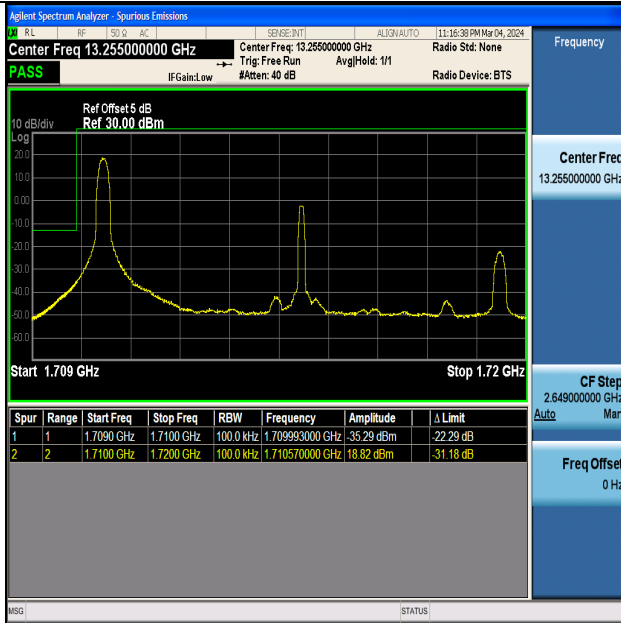 Agilent Spectrum Analyzer - Spurious Emissions
RL RF 50 Ω AC SENSE:INT ALIGN AUTO 11:16:38 PM Mar 04, 2024
Center Freq 13.255000000 GHz
Center Freq: 13.255000000 GHz
Radio Std: None
Trig: Free Run Avg|Hold: 1/1
PASS
IFGain:Low
#Atten: 40 dB
Radio Device: BTS
Ref Offset 5 dB
10 dB/div Ref 30.00 dBm
Log
20.0
10.0
0.00
-10.0
-20.0
-30.0
-40.0
-50.0
-60.0
Start 1.709 GHz Stop 1.72 GHz
Spur Range Start Freq Stop Freq RBW Frequency Amplitude Δ Limit
1 1 1.7090 GHz 1.7100 GHz 100.0 kHz 1.709993000 GHz -35.29 dBm -22.29 dB
2 2 1.7100 GHz 1.7200 GHz 100.0 kHz 1.710570000 GHz 18.82 dBm -31.18 dB
MSG STATUS
Frequency
Center Freq
13.255000000 GHz
CF Step
2.649000000 GHz
Auto Man
Freq Offset
0 Hz